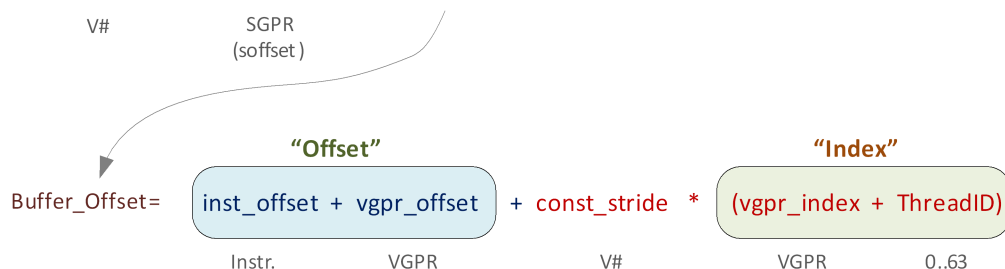 V# SGPR
(soffset)
“Offset” “Index”
Buffer_Offset= inst_offset + vgpr_offset + const_stride * (vgpr_index + ThreadID)
Instr. VGPR V# VGPR 0..63